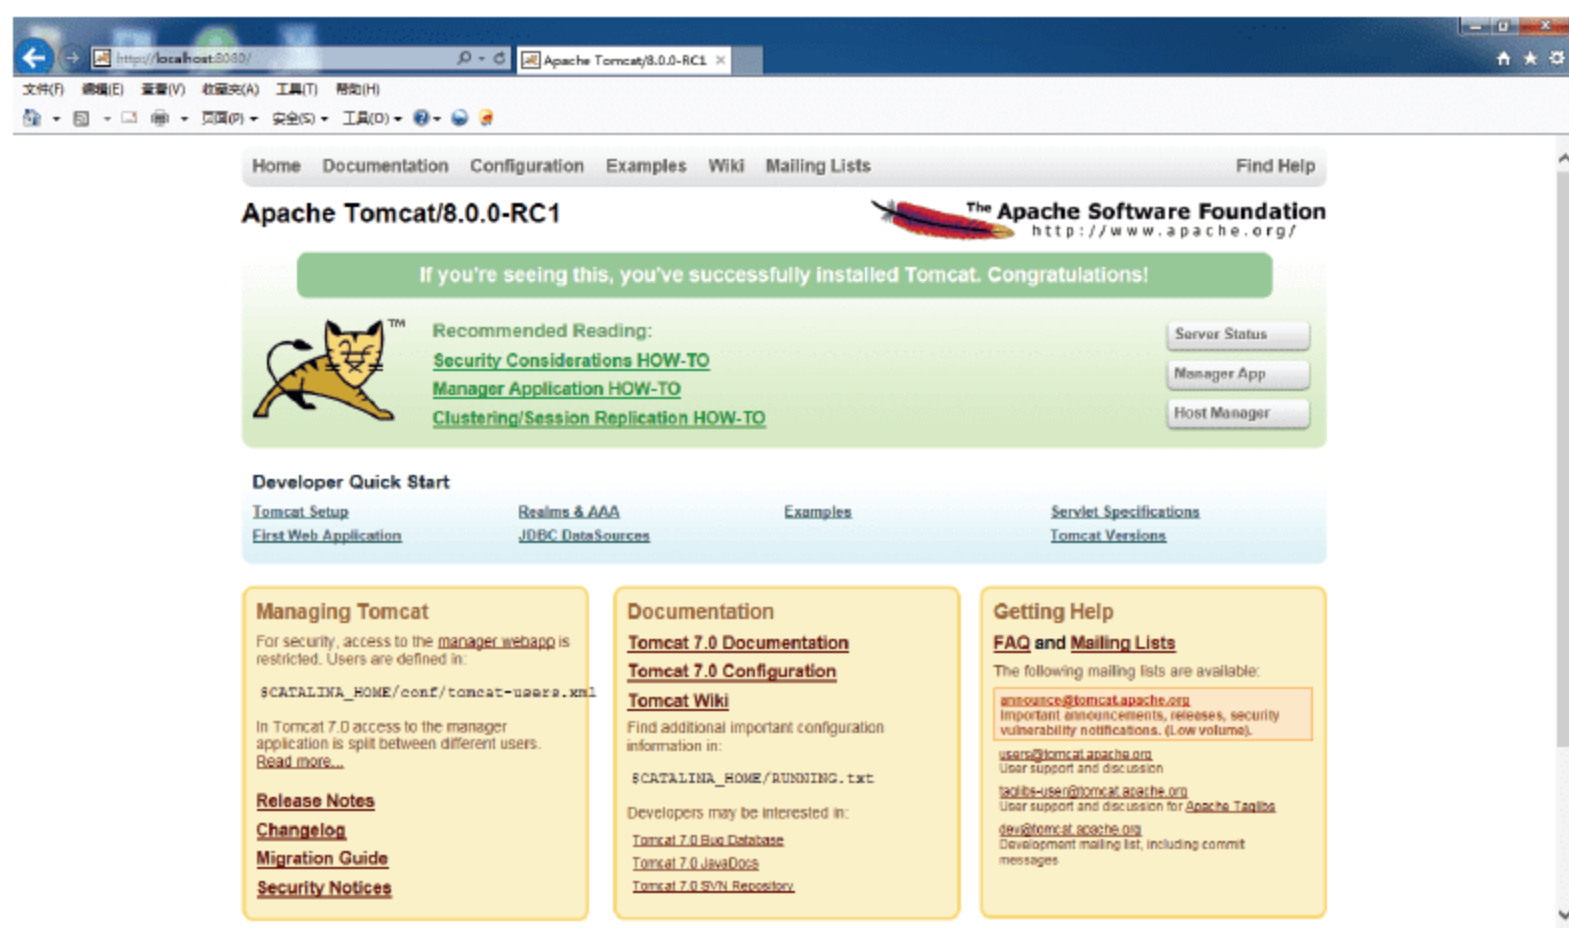 http://localhost:8080/
Apache Tomcat/8.0.0-RC1
文件(F) 编辑(E) 查看(V) 收藏夹(A) 工具(T) 帮助(H)
页面(P) 安全(S) 工具(O)
Home Documentation Configuration Examples Wiki Mailing Lists Find Help
Apache Tomcat/8.0.0-RC1
The Apache Software Foundation
http://www.apache.org/
If you're seeing this, you've successfully installed Tomcat. Congratulations!
TM
Recommended Reading:
Security Considerations HOW-TO
Manager Application HOW-TO
Clustering/Session Replication HOW-TO
Server Status
Manager App
Host Manager
Developer Quick Start
Tomcat Setup
First Web Application
Realms & AAA
JDBC DataSources
Examples
Servlet Specifications
Tomcat Versions
Managing Tomcat
For security, access to the manager webapp is
restricted. Users are defined in:
$CATALINA_HOME/conf/tomcat-users.xml
In Tomcat 7.0 access to the manager
application is split between different users.
Read more...
Release Notes
Changelog
Migration Guide
Security Notices
Documentation
Tomcat 7.0 Documentation
Tomcat 7.0 Configuration
Tomcat Wiki
Find additional important configuration
information in:
$CATALINA_HOME/RUNNING.txt
Developers may be interested in:
Tomcat 7.0 Bug Database
Tomcat 7.0 JavaDocs
Tomcat 7.0 SVN Repository
Getting Help
FAQ and Mailing Lists
The following mailing lists are available:
announce@tomcat.apache.org
Important announcements, releases, security
vulnerability notifications. (Low volume).
users@tomcat.apache.org
User support and discussion
taglibs-user@tomcat.apache.org
User support and discussion for Apache Taglibs
dev@tomcat.apache.org
Development mailing list, including commit
messages